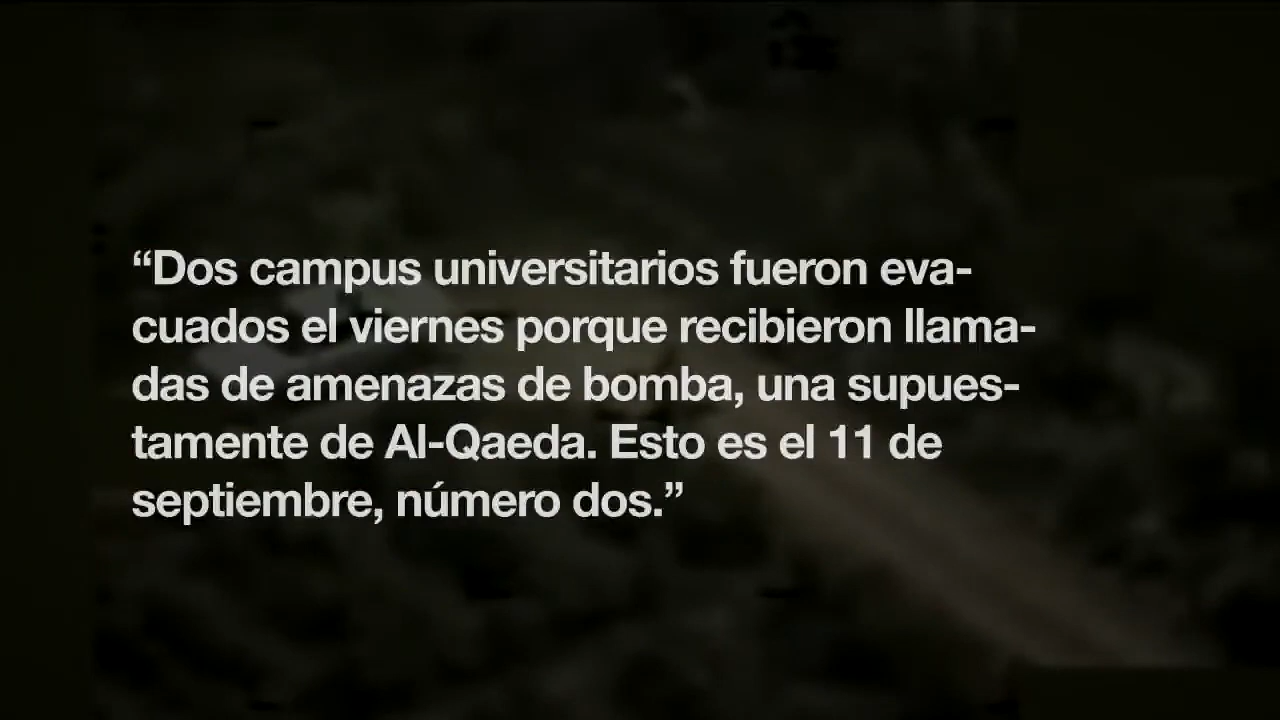 “Dos campus universitarios fueron eva-
cuados el viernes porque recibieron llama-
das de amenazas de bomba, una supues-
tamente de Al-Qaeda. Esto es el 11 de
septiembre, número dos.”